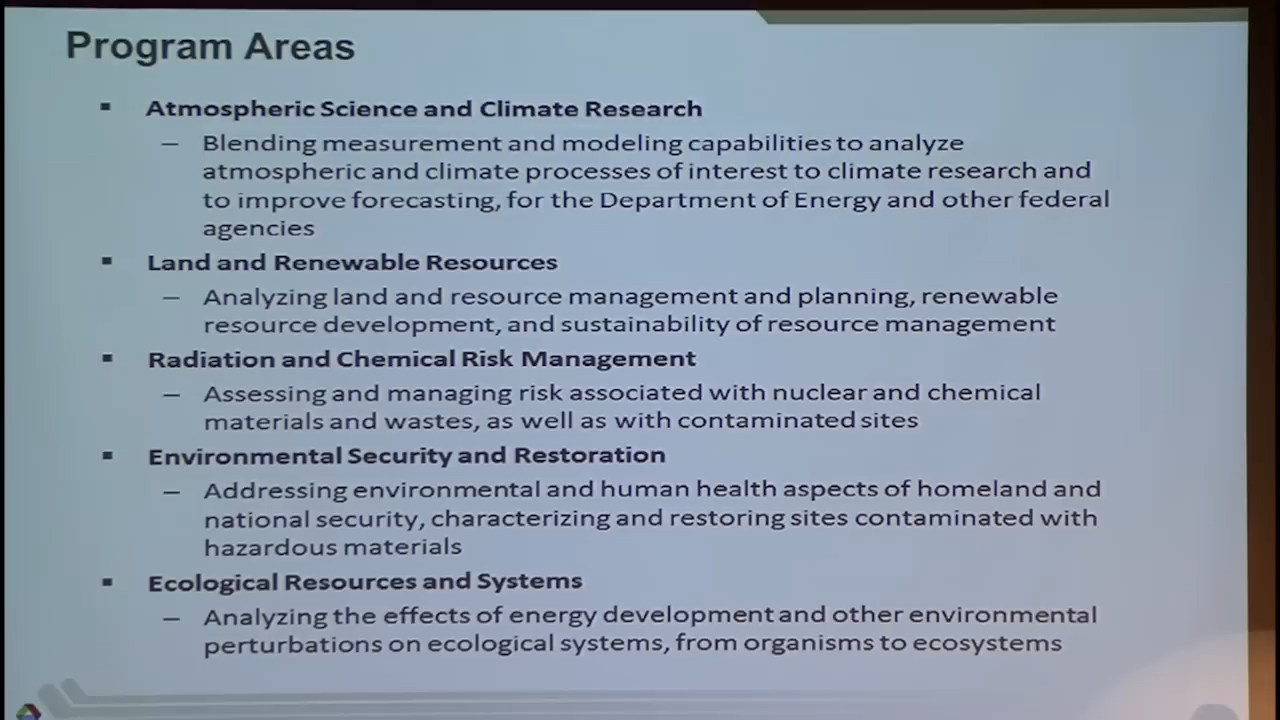 Program Areas
▪ Atmospheric Science and Climate Research
– Blending measurement and modeling capabilities to analyze
atmospheric and climate processes of interest to climate research and
to improve forecasting, for the Department of Energy and other federal
agencies
▪ Land and Renewable Resources
– Analyzing land and resource management and planning, renewable
resource development, and sustainability of resource management
▪ Radiation and Chemical Risk Management
– Assessing and managing risk associated with nuclear and chemical
materials and wastes, as well as with contaminated sites
▪ Environmental Security and Restoration
– Addressing environmental and human health aspects of homeland and
national security, characterizing and restoring sites contaminated with
hazardous materials
▪ Ecological Resources and Systems
– Analyzing the effects of energy development and other environmental
perturbations on ecological systems, from organisms to ecosystems